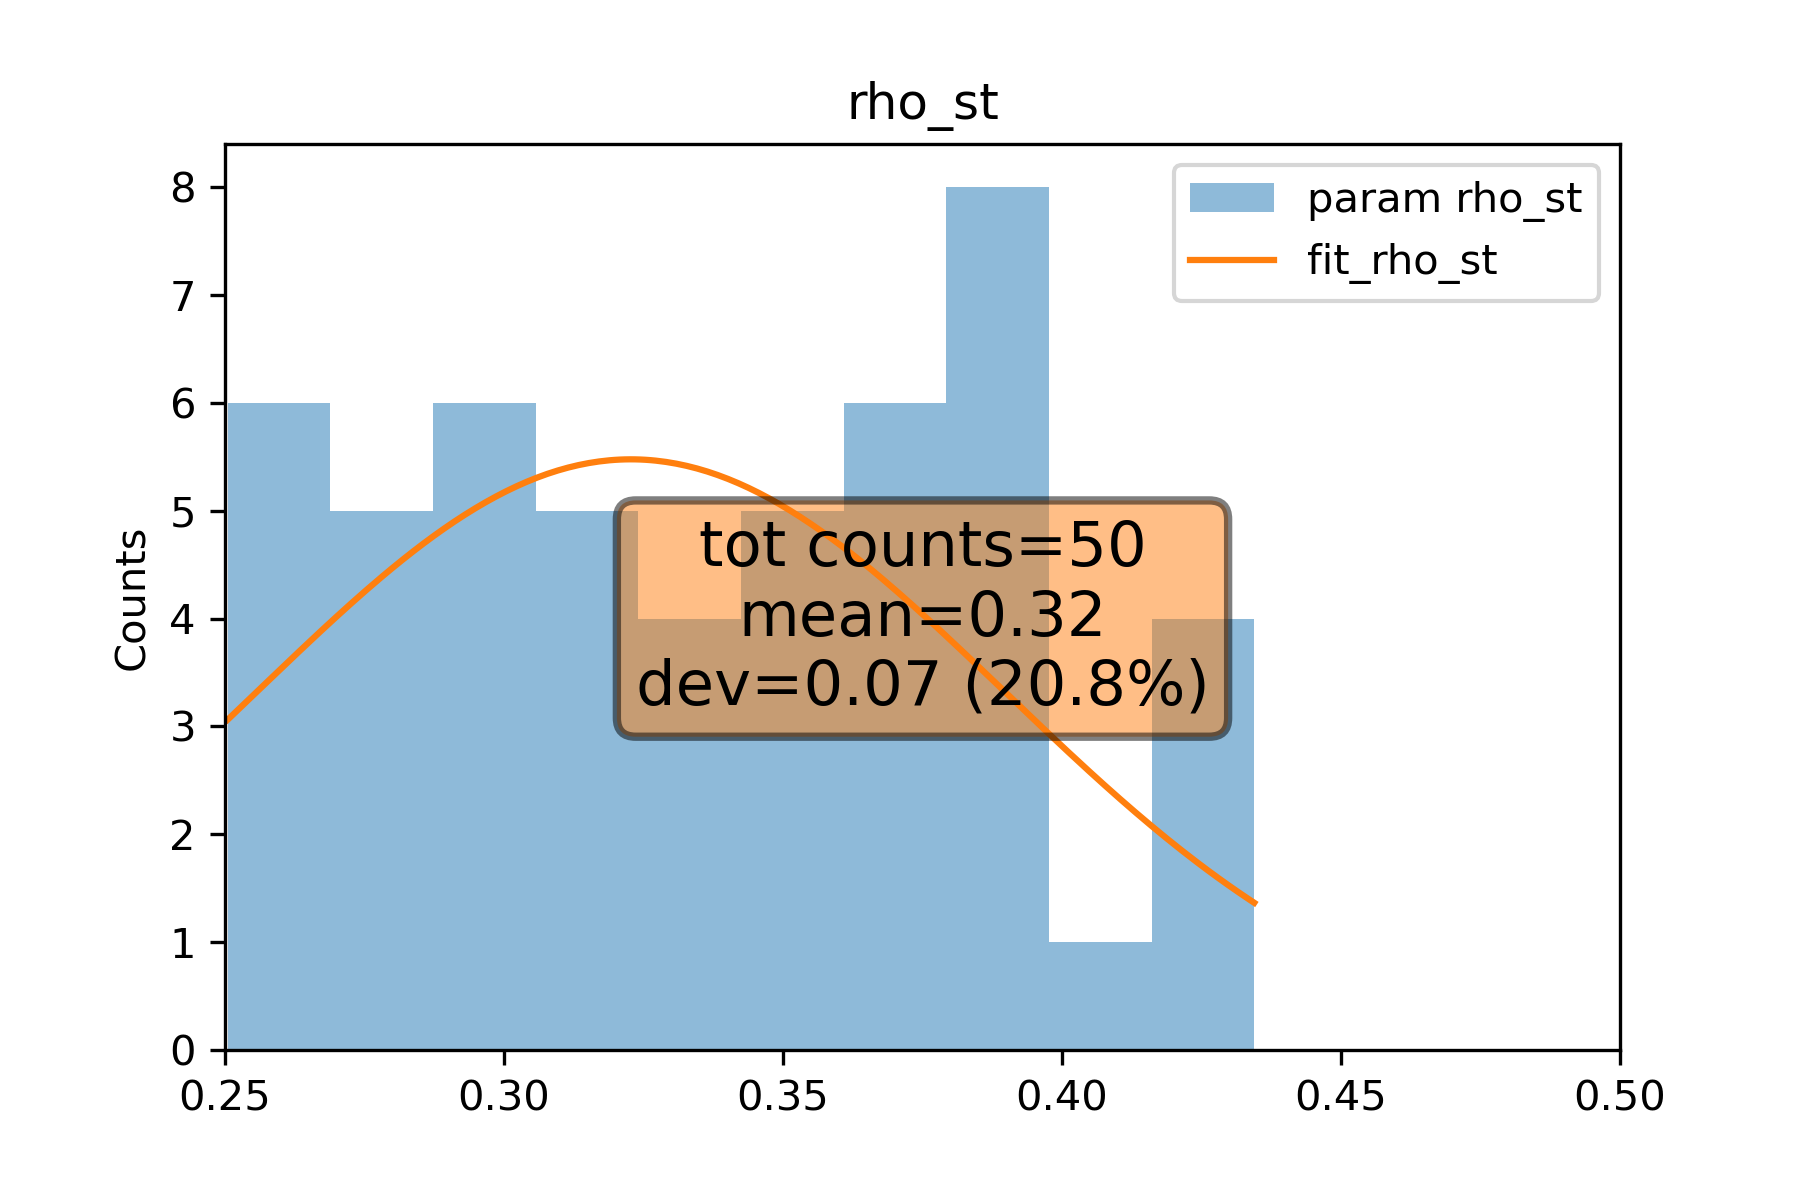 rho_st
param rho_st
fit_rho_st
8
7
6
5
4
3
2
1
0
Counts
tot counts=50
mean=0.32
dev=0.07 (20.8%)
0.25 0.30 0.35 0.40 0.45 0.50